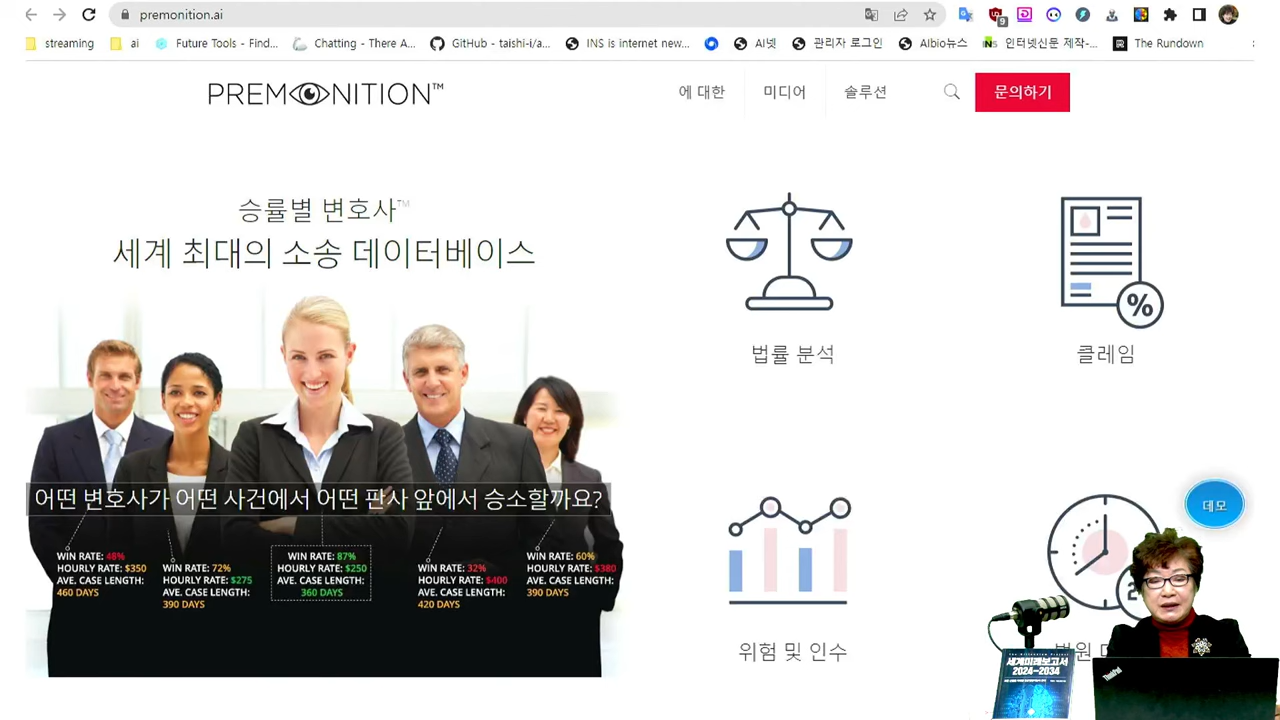 premonition.ai
9
streaming
ai
Future Tools - Find...
Chatting - There A...
GitHub - taishi-i/a...
INS is internet new...
AI넷
관리자 로그인
AIbio뉴스
인터넷신문 제작-...
The Rundown
PREMONITION™
에 대한
미디어
솔루션
문의하기
승률별 변호사™
세계 최대의 소송 데이터베이스
법률 분석
%
클레임
어떤 변호사가 어떤 사건에서 어떤 판사 앞에서 승소할까요?
데모
WIN RATE: 48%
HOURLY RATE: $350
AVE. CASE LENGTH:
460 DAYS
WIN RATE: 72%
HOURLY RATE: $275
AVE. CASE LENGTH:
390 DAYS
WIN RATE: 87%
HOURLY RATE: $250
AVE. CASE LENGTH:
360 DAYS
WIN RATE: 32%
HOURLY RATE: $400
AVE. CASE LENGTH:
420 DAYS
WIN RATE: 60%
HOURLY RATE: $380
AVE. CASE LENGTH:
390 DAYS
위험 및 인수
세계미래보고서
2024-2034
ThinkPad